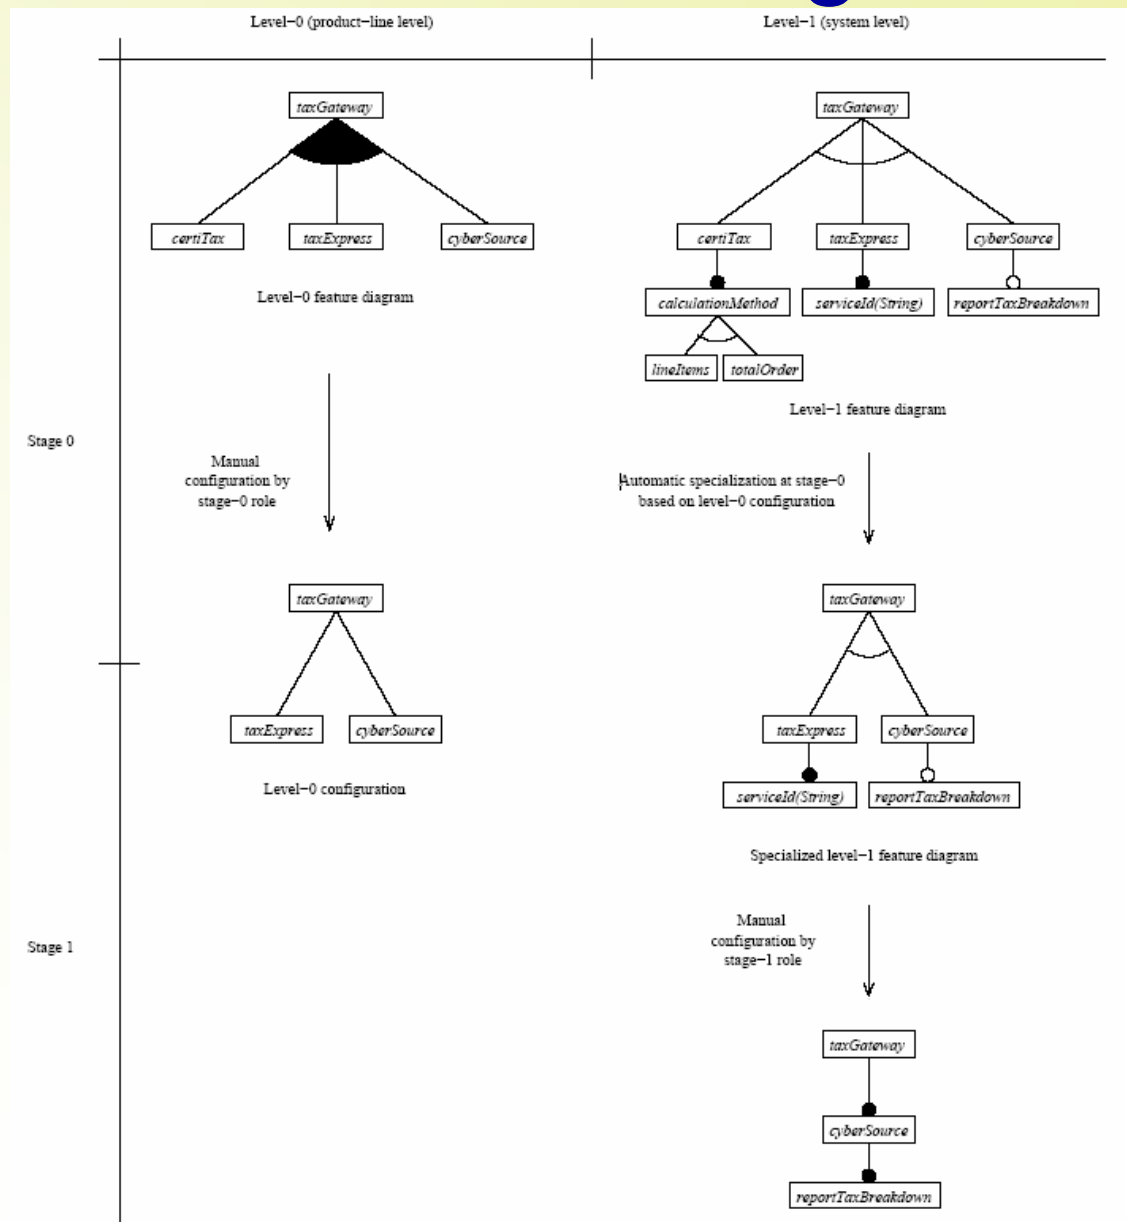 Level−0 (product−line level)
Level−1 (system level)
taxGateway
certiTax
taxExpress
cyberSource
Level−0 feature diagram
taxGateway
certiTax
taxExpress
cyberSource
calculationMethod
serviceId(String)
reportTaxBreakdown
lineItems
totalOrder
Level−1 feature diagram
Stage 0
Manual
configuration by
stage−0 role
Automatic specialization at stage−0
based on level−0 configuration
taxGateway
taxExpress
cyberSource
Level−0 configuration
taxGateway
taxExpress
cyberSource
serviceId(String)
reportTaxBreakdown
Specialized level−1 feature diagram
Stage 1
Manual
configuration by
stage−1 role
taxGateway
cyberSource
reportTaxBreakdown